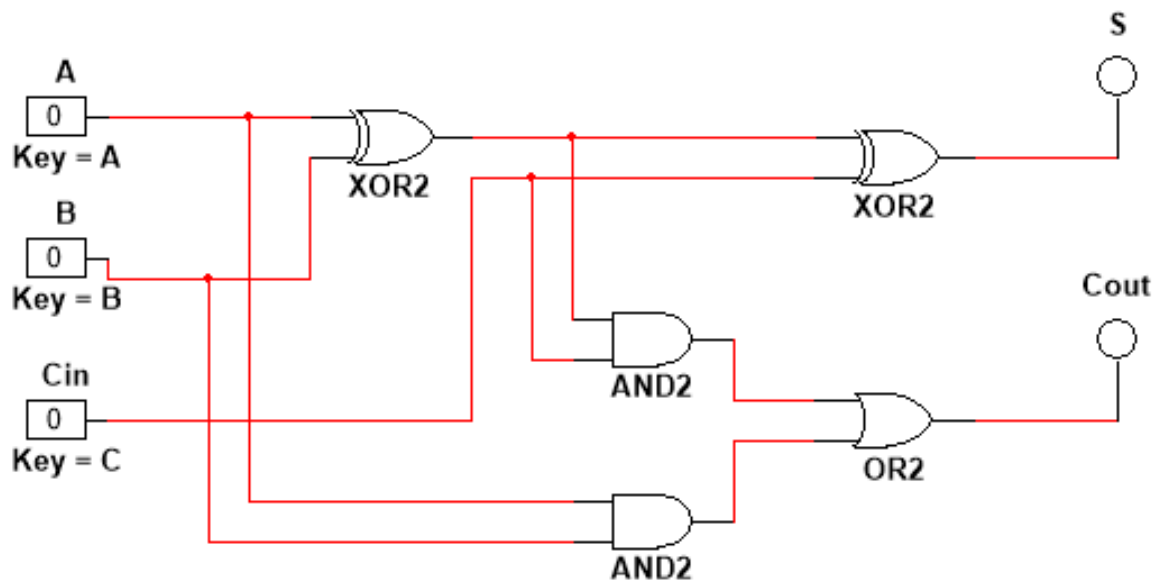 S
A
0
Key = A
XOR2
XOR2
B
0
Key = B
Cout
Cin
0
Key = C
AND2
OR2
AND2